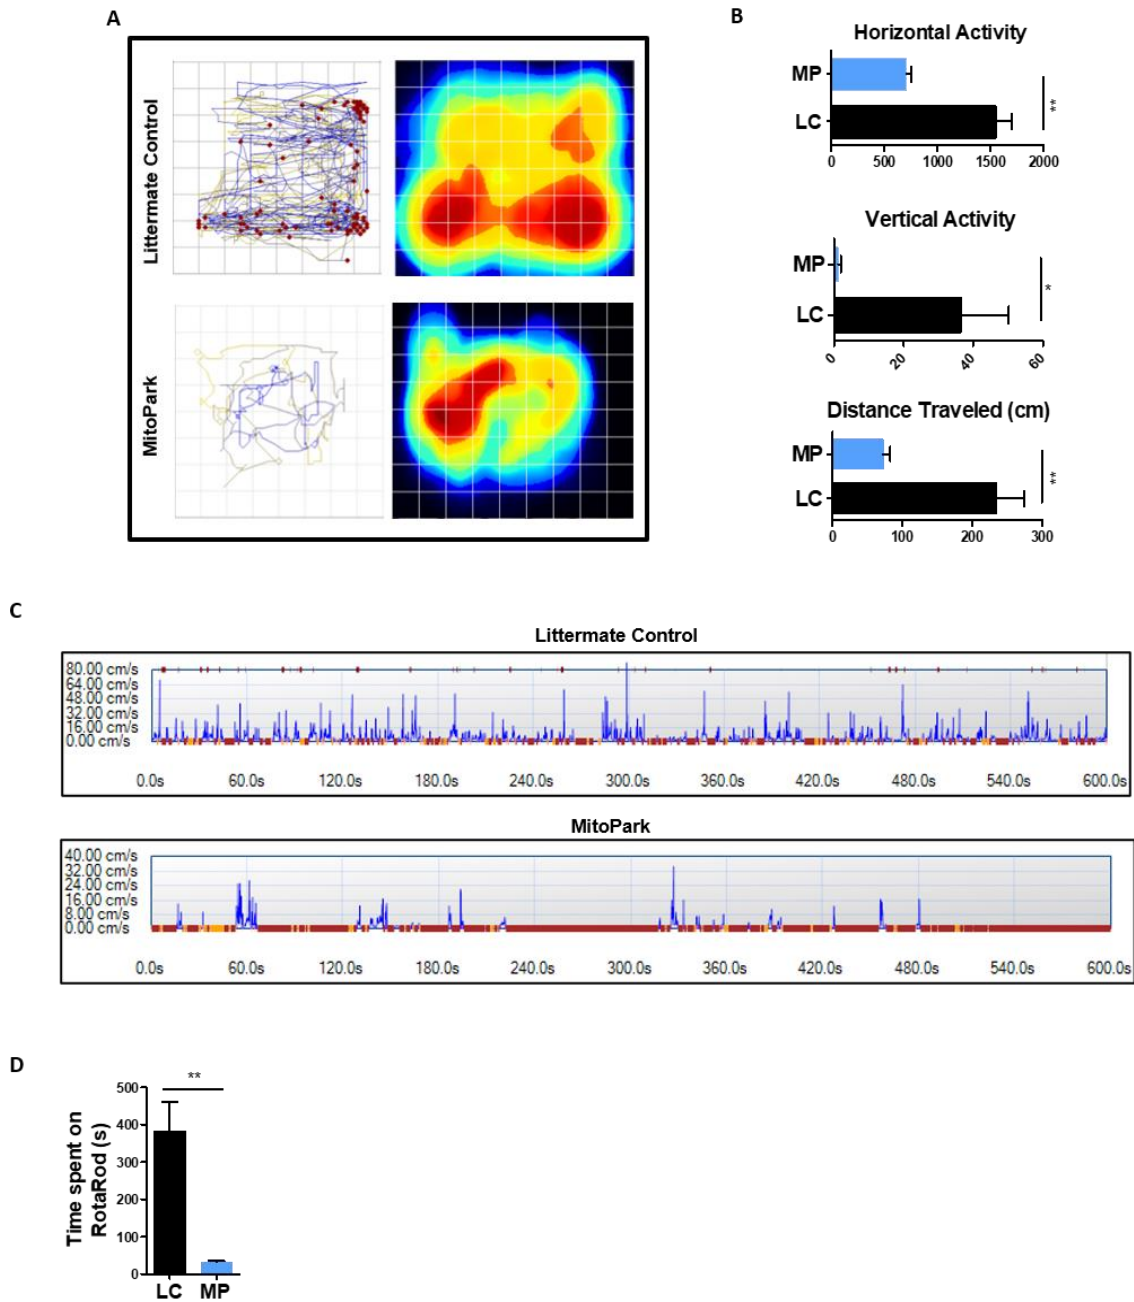 A
Littermate Control
MitoPark
B
Horizontal Activity
MP
LC
**
0 500 1000 1500 2000
Vertical Activity
MP
LC
*
0 20 40 60
Distance Traveled (cm)
MP
LC
**
0 100 200 300
C
Littermate Control
80.00 cm/s
64.00 cm/s
48.00 cm/s
32.00 cm/s
16.00 cm/s
0.00 cm/s
0.0s 60.0s 120.0s 180.0s 240.0s 300.0s 360.0s 420.0s 480.0s 540.0s 600.0s
MitoPark
40.00 cm/s
32.00 cm/s
24.00 cm/s
16.00 cm/s
8.00 cm/s
0.00 cm/s
0.0s 60.0s 120.0s 180.0s 240.0s 300.0s 360.0s 420.0s 480.0s 540.0s 600.0s
D
**
Time spent on
RotaRod (s)
500
400
300
200
100
0
LC MP